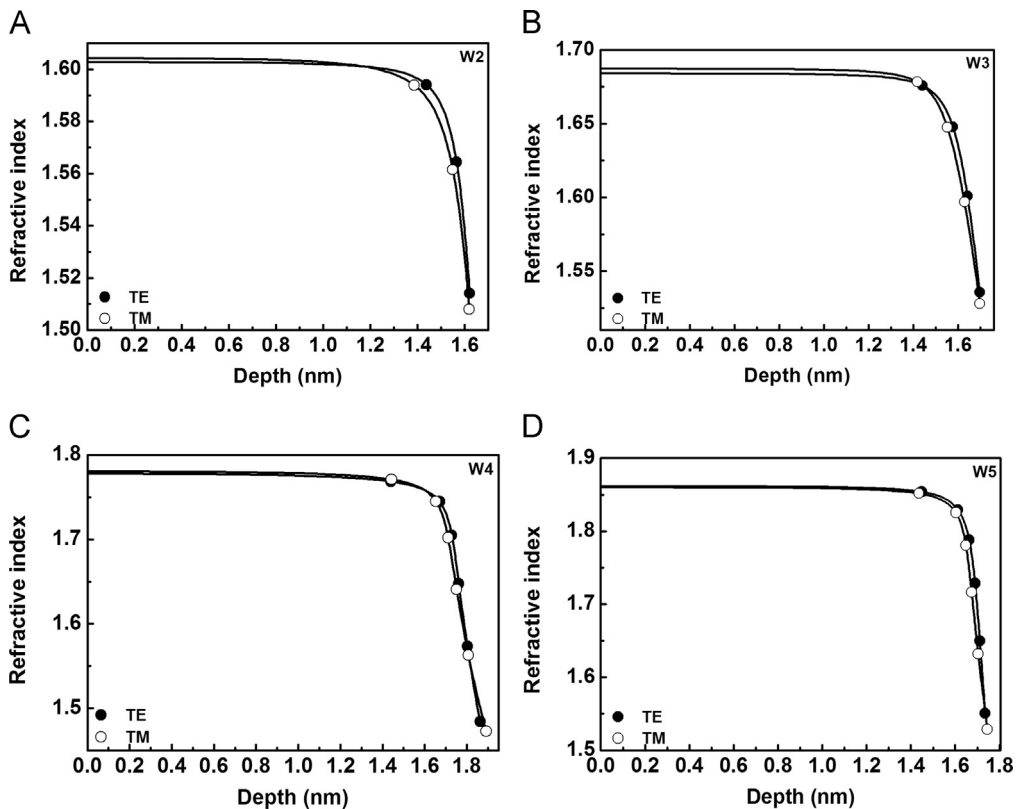 A
W2
Refractive index
1.60
1.58
1.56
1.54
1.52
1.50
TE
TM
0.0 0.2 0.4 0.6 0.8 1.0 1.2 1.4 1.6
Depth (nm)
B
W3
Refractive index
1.70
1.65
1.60
1.55
TE
TM
0.0 0.2 0.4 0.6 0.8 1.0 1.2 1.4 1.6
Depth (nm)
C
W4
Refractive index
1.8
1.7
1.6
1.5
TE
TM
0.0 0.2 0.4 0.6 0.8 1.0 1.2 1.4 1.6 1.8
Depth (nm)
D
W5
Refractive index
1.9
1.8
1.7
1.6
1.5
TE
TM
0.0 0.2 0.4 0.6 0.8 1.0 1.2 1.4 1.6 1.8
Depth (nm)